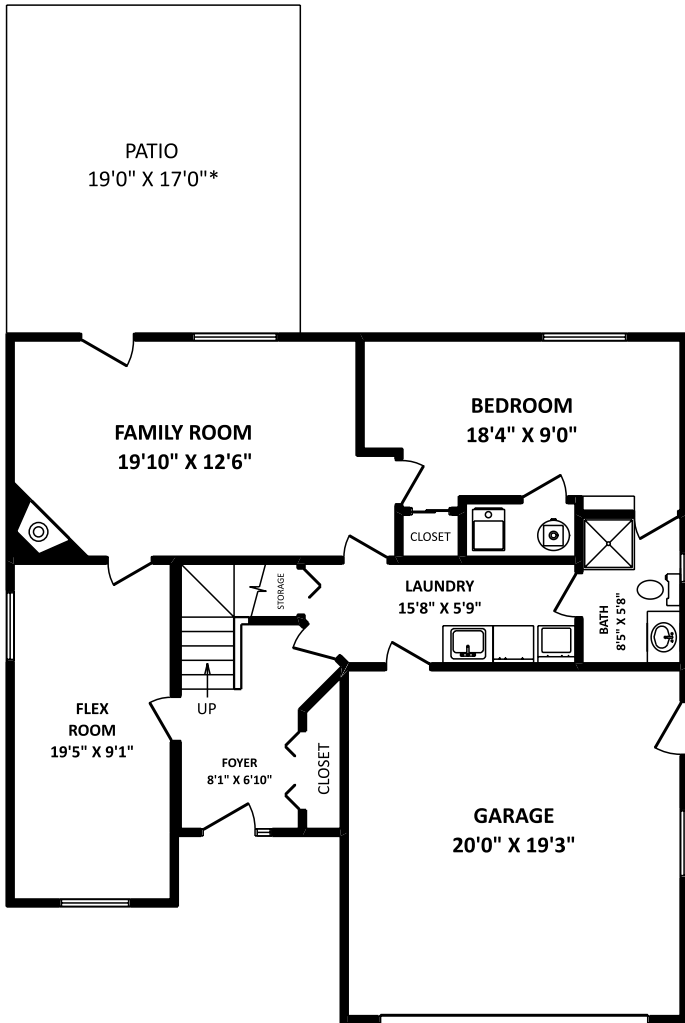 PATIO
19'0" X 17'0"*
FAMILY ROOM
19'10" X 12'6"
BEDROOM
18'4" X 9'0"
CLOSET
STORAGE
LAUNDRY
15'8" X 5'9"
BATH
8'5" X 5'8"
UP
FLEX
ROOM
19'5" X 9'1"
FOYER
8'1" X 6'10"
CLOSET
GARAGE
20'0" X 19'3"